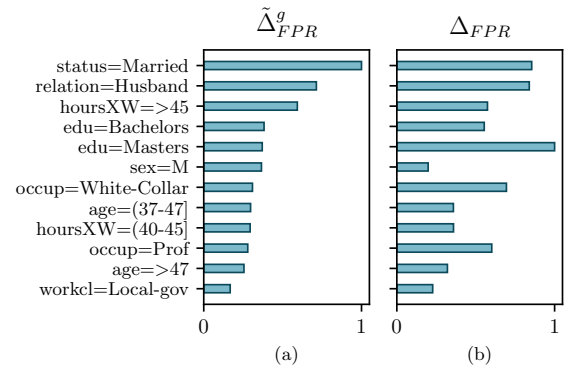 Δ̃^g_FPR
Δ_FPR
status=Married
relation=Husband
hoursXW=>45
edu=Bachelors
edu=Masters
sex=M
occup=White-Collar
age=(37-47]
hoursXW=(40-45]
occup=Prof
age=>47
workcl=Local-gov
0 1 0 1
(a) (b)